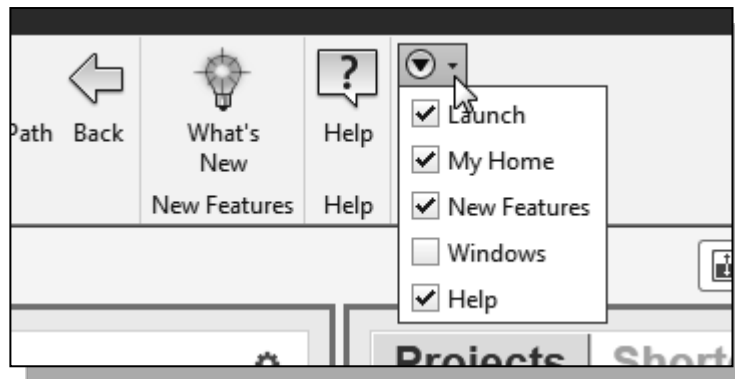 Path Back What's New Help
New Features Help
Launch
My Home
New Features
Windows
Help
Projects